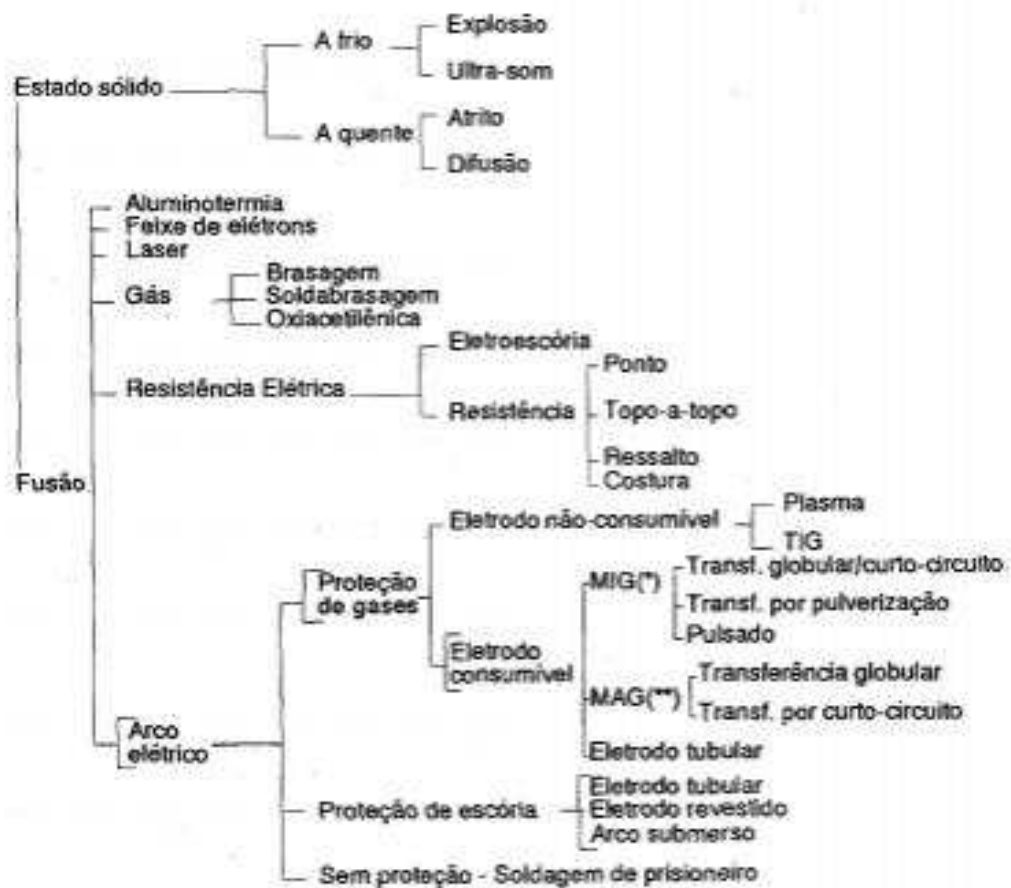 Explosão
A frio
Ultra-som
Estado sólido
Atrito
A quente
Difusão
Aluminotermia
Feixe de elétrons
Laser
Brasagem
Gás
Soldabrasagem
Oxiacetilênica
Eletroescória
Ponto
Resistência Elétrica
Resistência
Topo-a-topo
Ressalto
Costura
Fusão
Plasma
Eletrodo não-consumível
TIG
Transf. globular/curto-circuito
MIG(*)
Proteção
de gases
Transf. por pulverização
Pulsado
Eletrodo
consumível
Transferência globular
MAG(**)
Transf. por curto-circuito
Arco
elétrico
Eletrodo tubular
Eletrodo tubular
Proteção de escória
Eletrodo revestido
Arco submerso
Sem proteção - Soldagem de prisioneiro